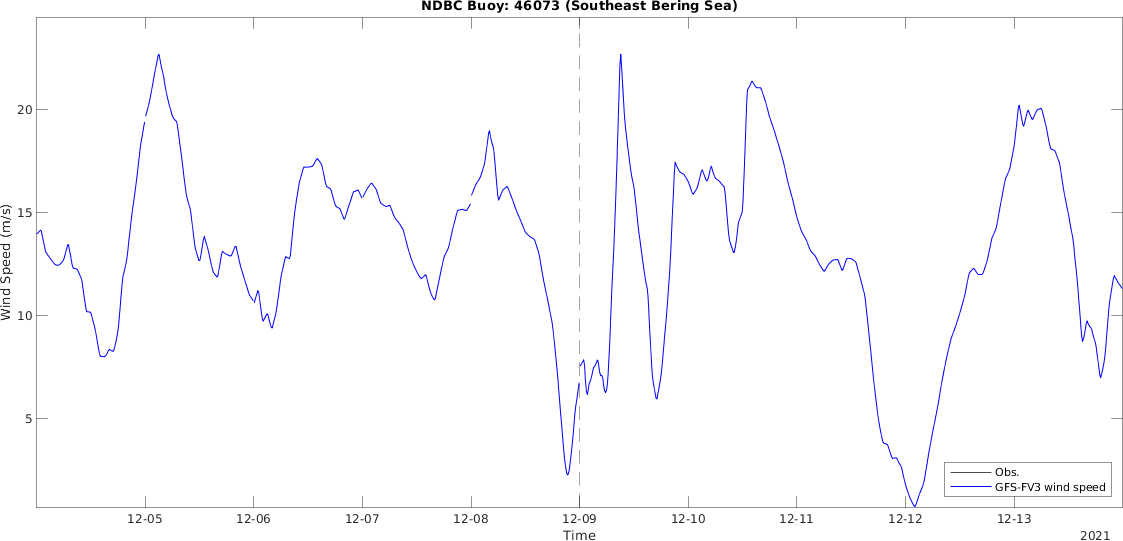 NDBC Buoy: 46073 (Southeast Bering Sea)
Wind Speed (m/s)
20
15
10
5
Obs.
GFS-FV3 wind speed
12-05 12-06 12-07 12-08 12-09 12-10 12-11 12-12 12-13
Time
2021